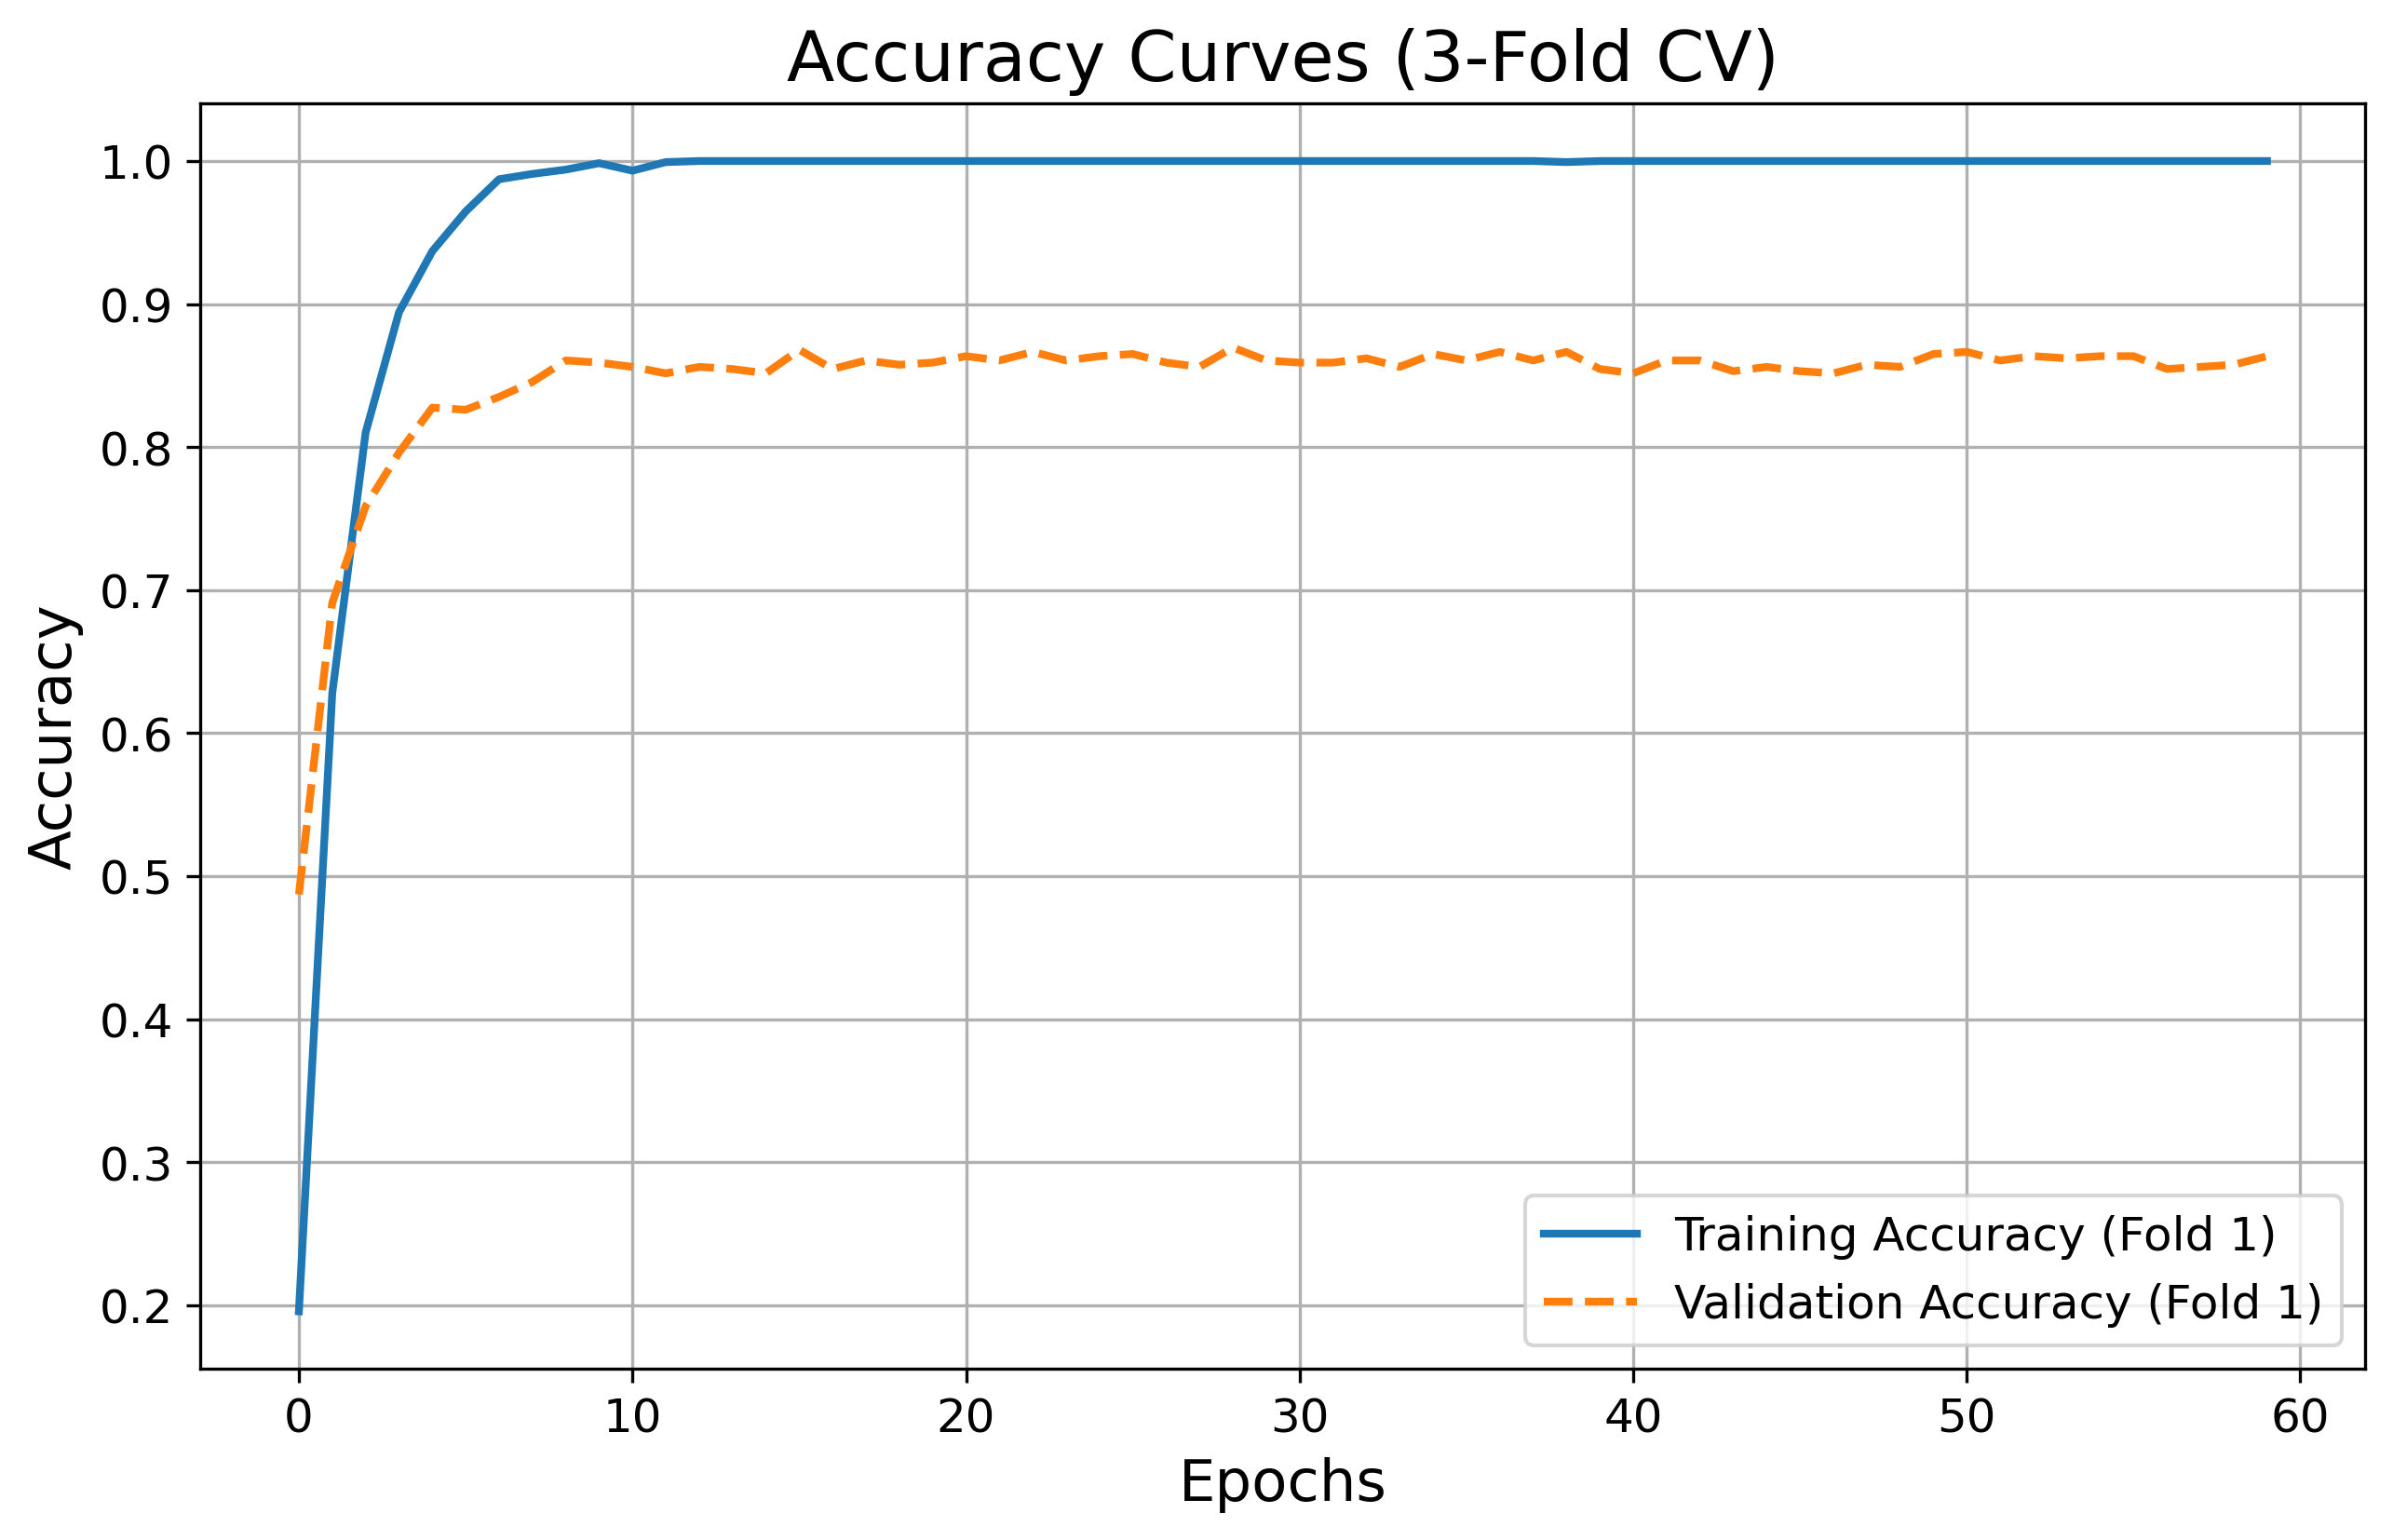 Accuracy Curves (3-Fold CV)
Accuracy
1.0
0.9
0.8
0.7
0.6
0.5
0.4
0.3
0.2
Training Accuracy (Fold 1)
Validation Accuracy (Fold 1)
0 10 20 30 40 50 60
Epochs